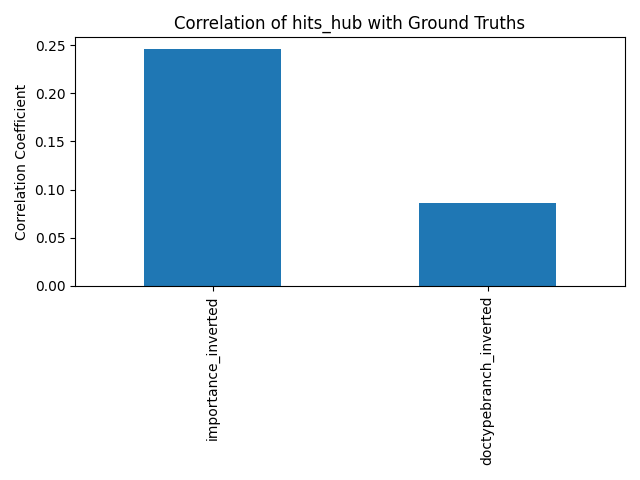 Correlation of hits_hub with Ground Truths
Correlation Coefficient
0.25
0.20
0.15
0.10
0.05
0.00
importance_inverted
doctypebranch_inverted